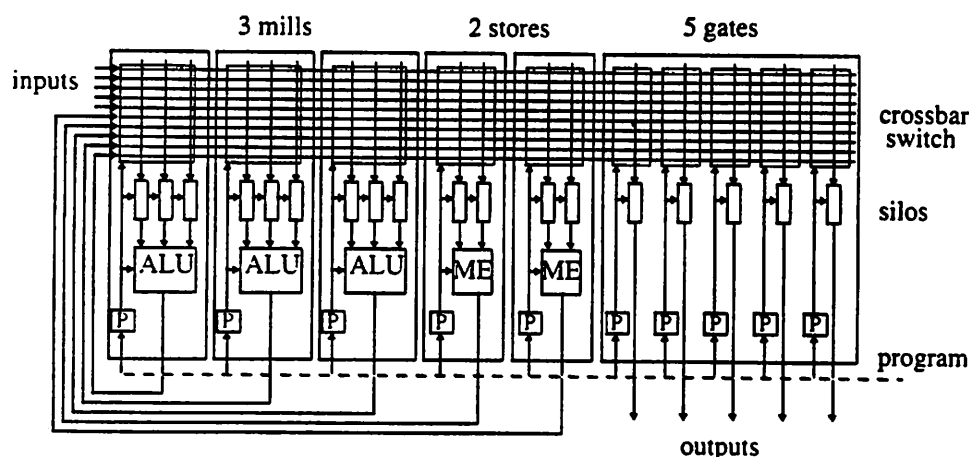 3 mills 2 stores 5 gates
inputs
crossbar
switch
silos
ALU ALU ALU ME ME
P P P P P P P P P P
program
outputs